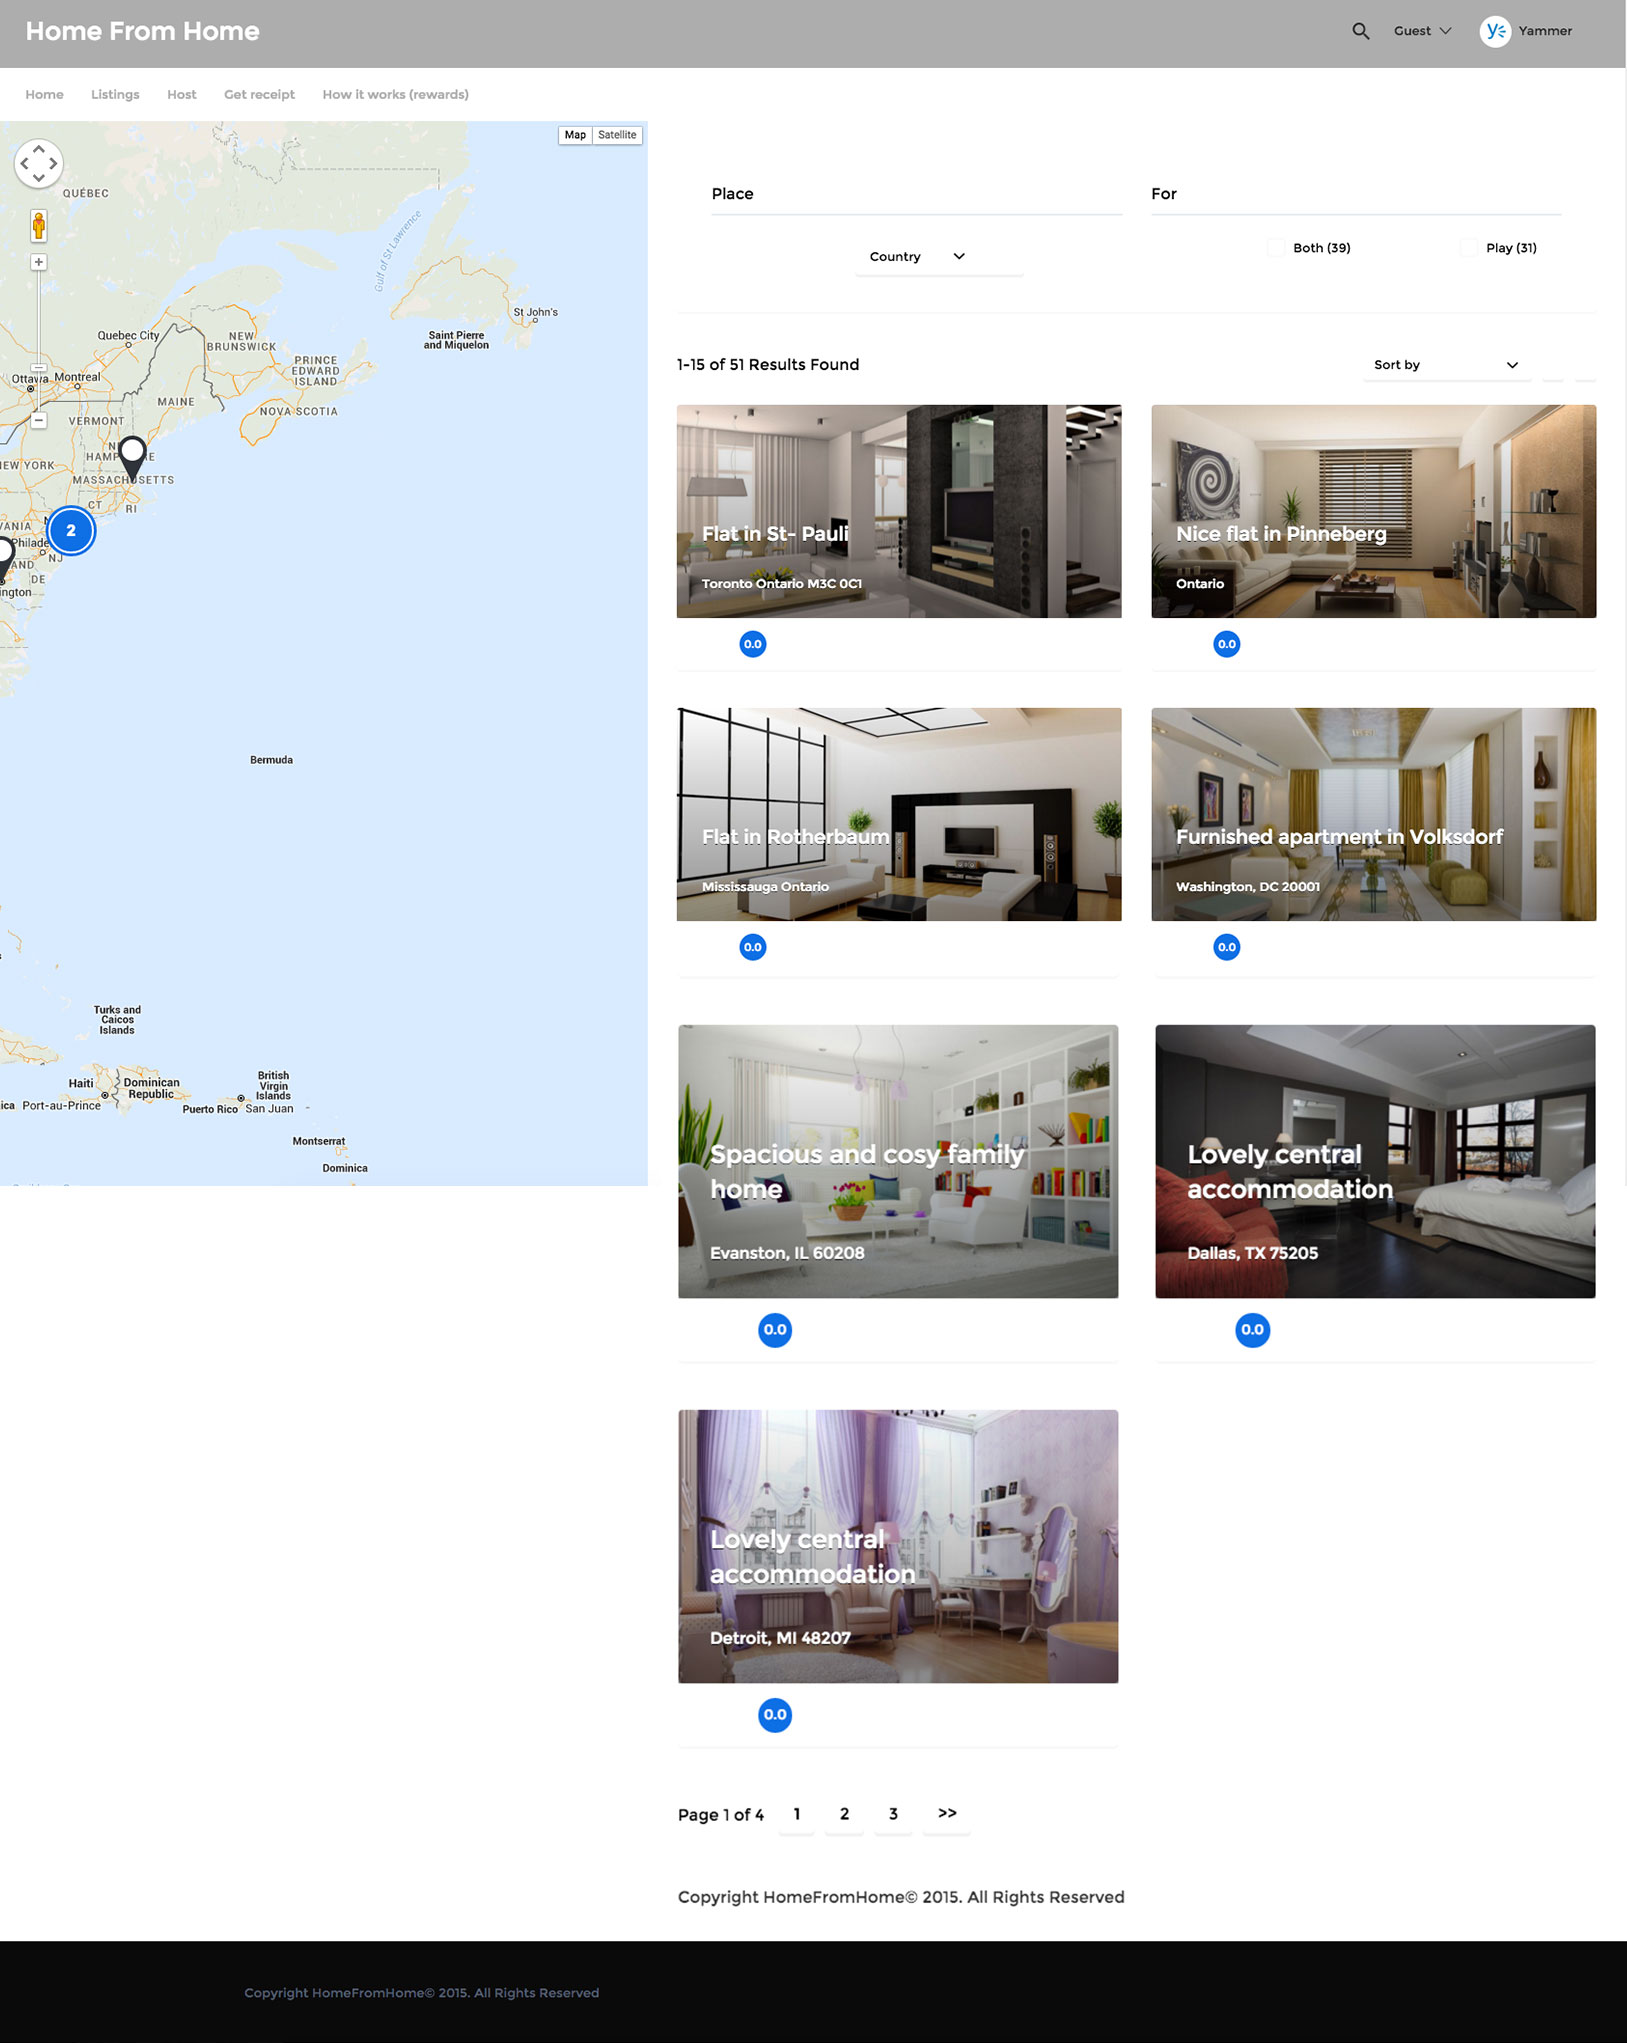 Home From Home
Guest
Yammer
Home
Listings
Host
Get receipt
How it works (rewards)
Map
Satellite
QUÉBEC
Gulf of St Lawrence
St John's
Quebec City
NEW
BRUNSWICK
Saint Pierre
and Miquelon
PRINCE
EDWARD
ISLAND
Ottawa
Montreal
MAINE
NOVA SCOTIA
VERMONT
MASSACHUSETTS
CT
RI
2
NJ
DE
Bermuda
Turks and
Caicos
Islands
Haiti
Dominican
Republic
British
Virgin
Islands
Port-au-Prince
Puerto Rico
San Juan
Montserrat
Dominica
Place
For
Country
Both (39)
Play (31)
1-15 of 51 Results Found
Sort by
Flat in St- Pauli
Toronto Ontario M3C 0C1
0.0
Nice flat in Pinneberg
Ontario
0.0
Flat in Rotherbaum
Mississauga Ontario
0.0
Furnished apartment in Volksdorf
Washington, DC 20001
0.0
Spacious and cosy family
home
Evanston, IL 60208
0.0
Lovely central
accommodation
Dallas, TX 75205
0.0
Lovely central
accommodation
Detroit, MI 48207
0.0
Page 1 of 4
1
2
3
>>
Copyright HomeFromHome© 2015. All Rights Reserved
Copyright HomeFromHome© 2015. All Rights Reserved